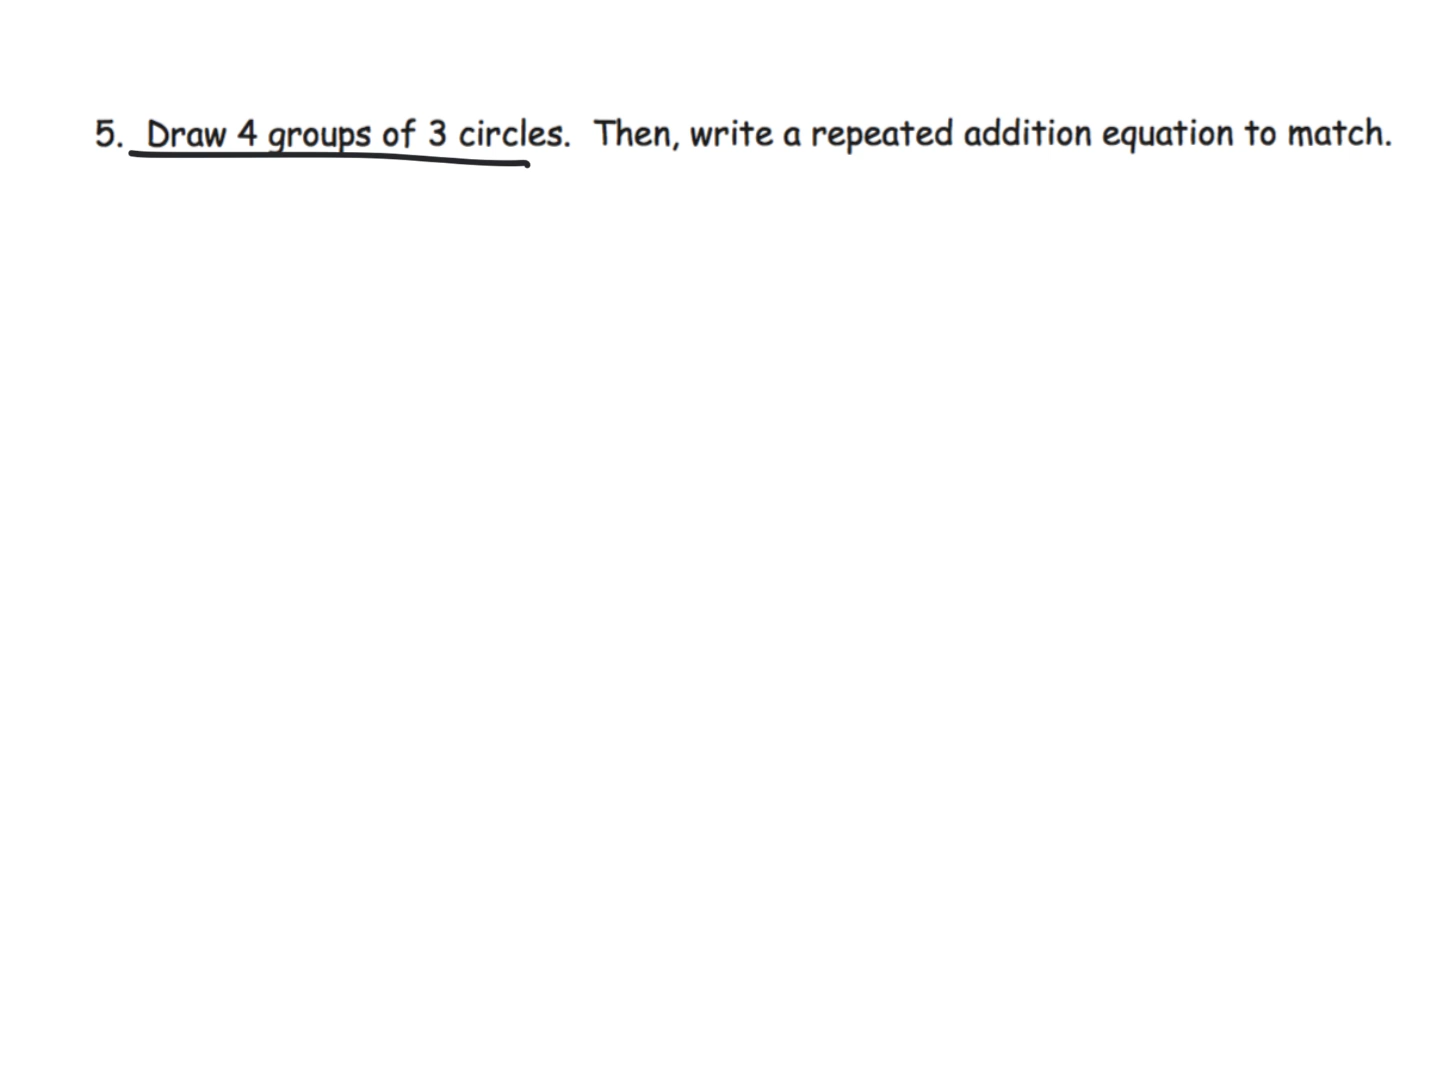 5. Draw 4 groups of 3 circles. Then, write a repeated addition equation to match.